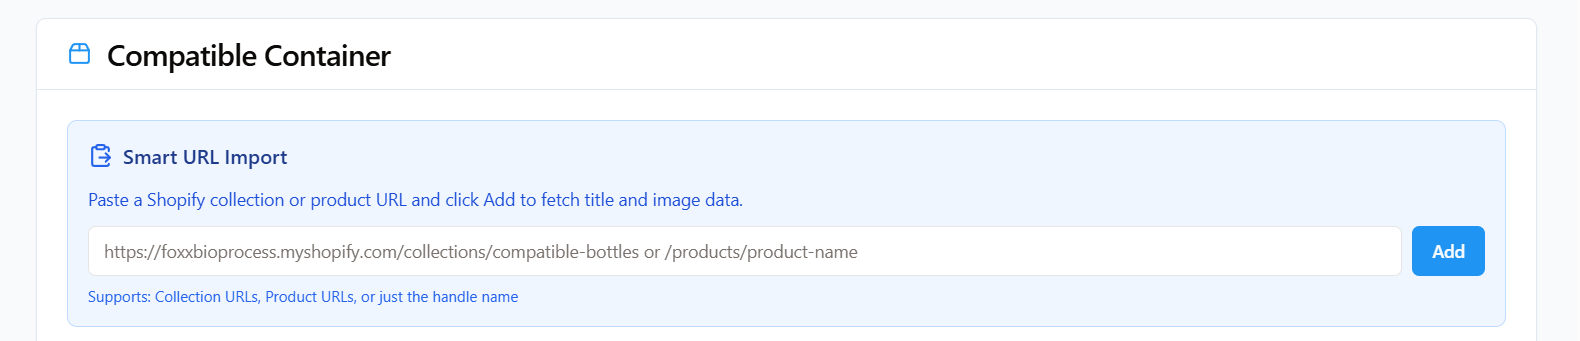 Compatible Container
Smart URL Import
Paste a Shopify collection or product URL and click Add to fetch title and image data.
https://foxxbioprocess.myshopify.com/collections/compatible-bottles or /products/product-name
Add
Supports: Collection URLs, Product URLs, or just the handle name